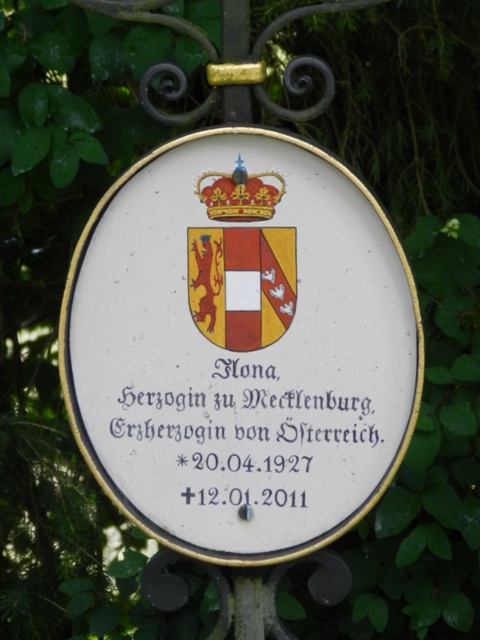 Ilona,
Herzogin zu Mecklenburg,
Erzherzogin von Österreich.
*20.04.1927
✝12.01.2011